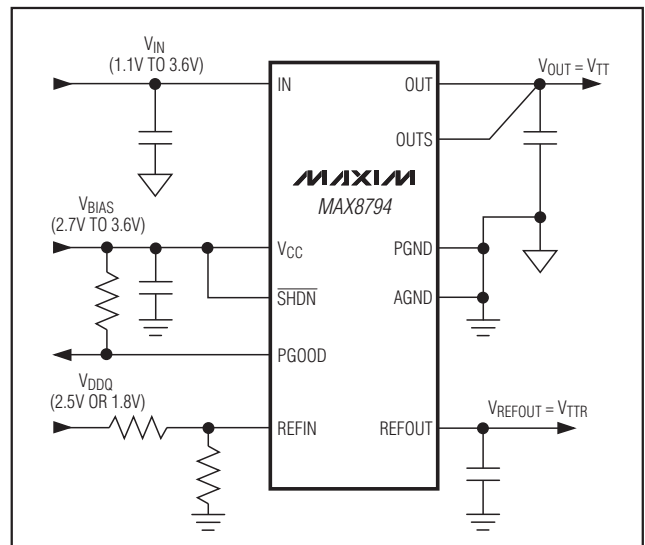 VIN
(1.1V TO 3.6V)
IN
OUT
VOUT = VTT
OUTS
MAXIM
MAX8794
VBIAS
(2.7V TO 3.6V)
VCC
PGND
SHDN
AGND
PGOOD
VDDQ
(2.5V OR 1.8V)
REFIN
REFOUT
VREFOUT = VTTR